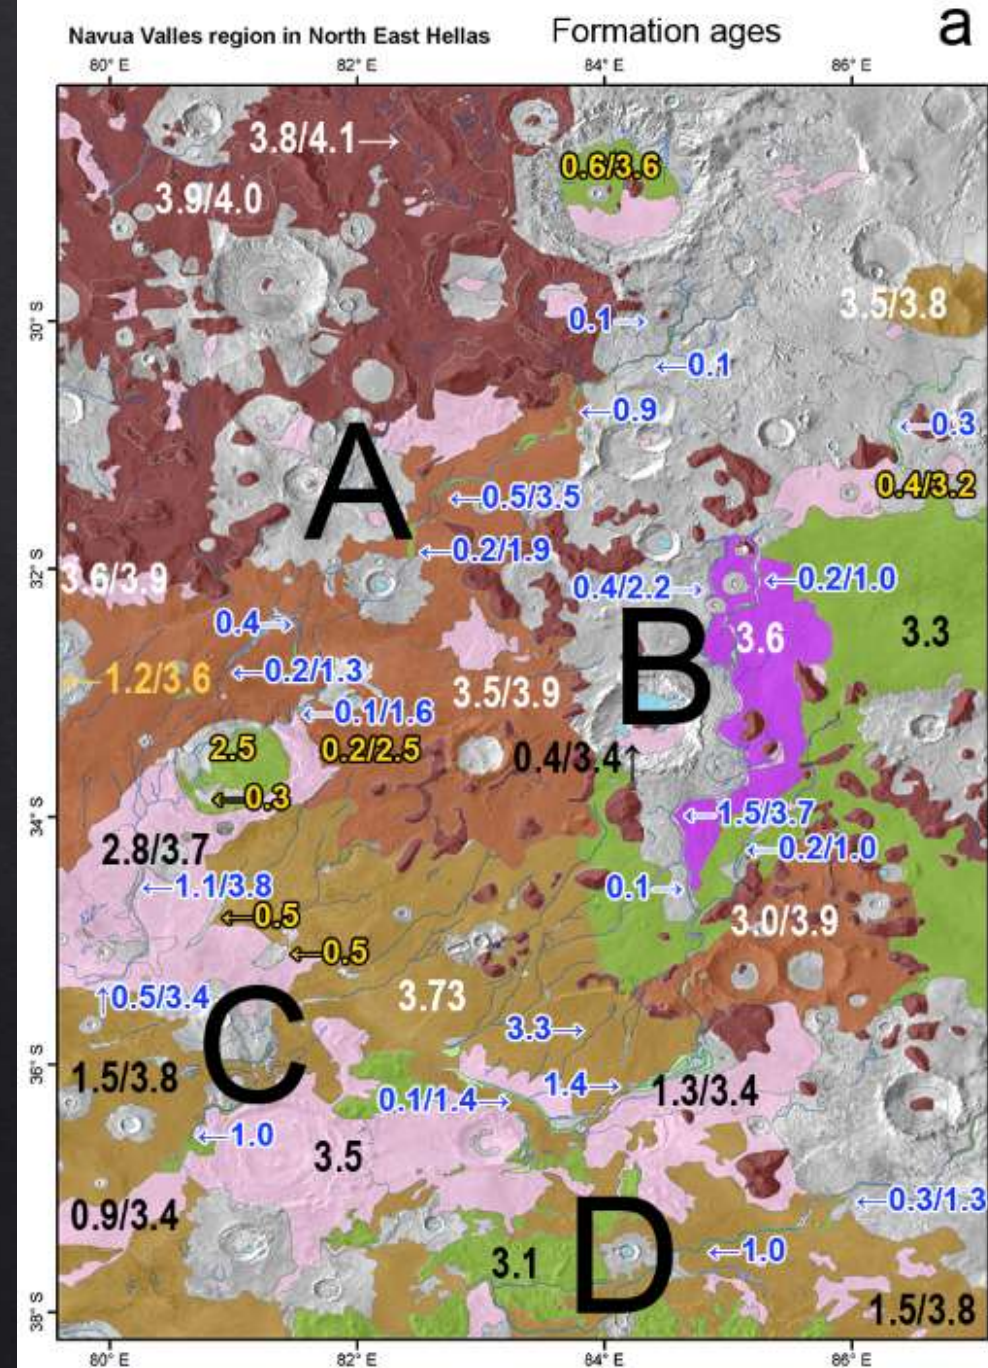 Navua Valles region in North East Hellas
Formation ages
a
80° E
82° E
84° E
86° E
3.8/4.1→
0.6/3.6
3.9/4.0
3.5/3.8
30° S
0.1→
←0.1
←0.9
←0.3
A
0.4/3.2
←0.5/3.5
←0.2/1.9
32° S
3.6/3.9
0.4/2.2→
←0.2/1.0
0.4→
B
3.6
3.3
←1.2/3.6
←0.2/1.3
3.5/3.9
←0.1/1.6
2.5
0.2/2.5
0.4/3.4↑
←0.3
34° S
←1.5/3.7
2.8/3.7
←0.2/1.0
←1.1/3.8
0.1→
←0.5
3.0/3.9
←0.5
↑0.5/3.4
3.73
C
3.3→
36° S
1.5/3.8
1.4→
1.3/3.4
0.1/1.4→
←1.0
3.5
0.9/3.4
←0.3/1.3
D
←1.0
3.1
38° S
1.5/3.8
80° E
82° E
84° E
86° E